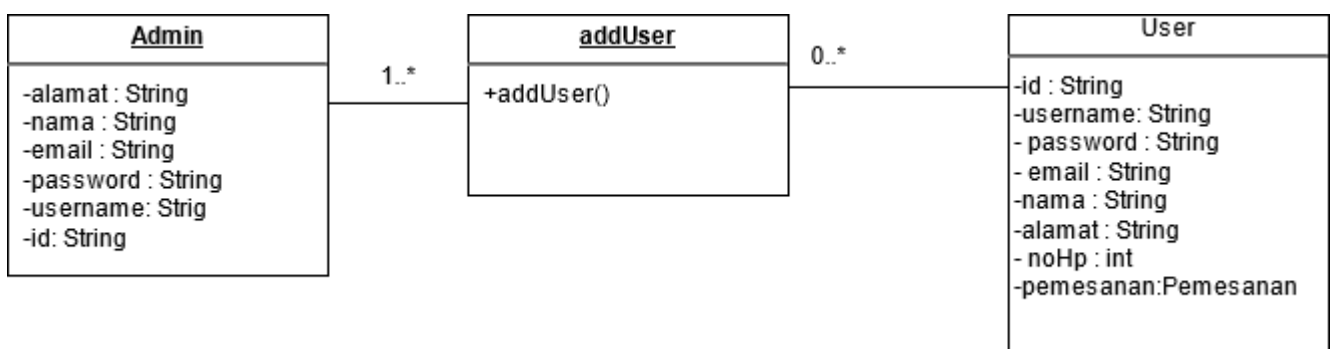 Admin
-alamat : String
-nama : String
-email : String
-password : String
-username: Strig
-id: String
1..*
addUser
+addUser()
0..*
User
-id : String
-username: String
- password : String
- email : String
-nama : String
-alamat : String
- noHp : int
-pemesanan:Pemesanan